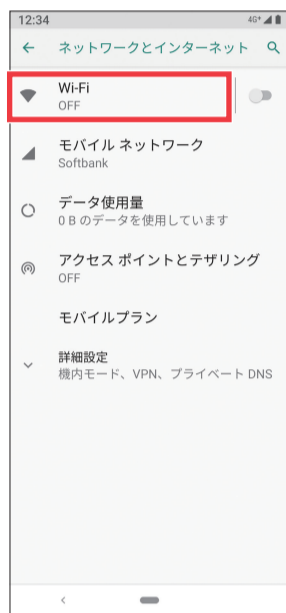 12:34 4G+
ネットワークとインターネット
Wi-Fi
OFF
モバイル ネットワーク
Softbank
データ使用量
0 B のデータを使用しています
アクセス ポイントとテザリング
OFF
モバイルプラン
詳細設定
機内モード、VPN、プライベート DNS